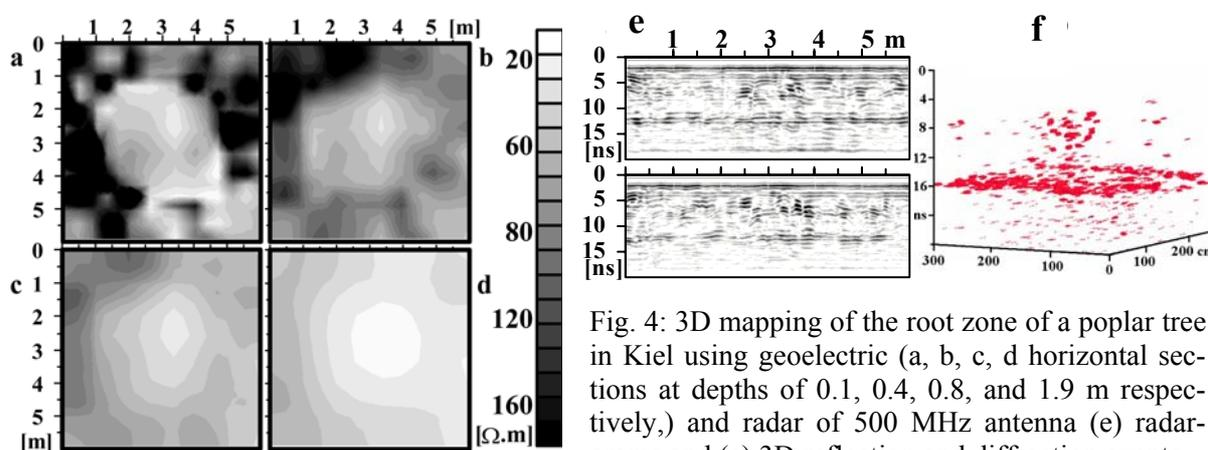 1 2 3 4 5
1 2 3 4 5 [m]
a
0
1
2
3
4
5
b
c
0
1
2
3
4
5
[m]
d
20
60
80
120
160
[Ω.m]
e
1 2 3 4 5 m
0
5
10
15
[ns]
0
5
10
15
[ns]
f
0
4
8
12
16
ns
300 200 100 0
100 200 cm
Fig. 4: 3D mapping of the root zone of a poplar tree
in Kiel using geoelectric (a, b, c, d horizontal sec-
tions at depths of 0.1, 0.4, 0.8, and 1.9 m respec-
tively,) and radar of 500 MHz antenna (e) radar-